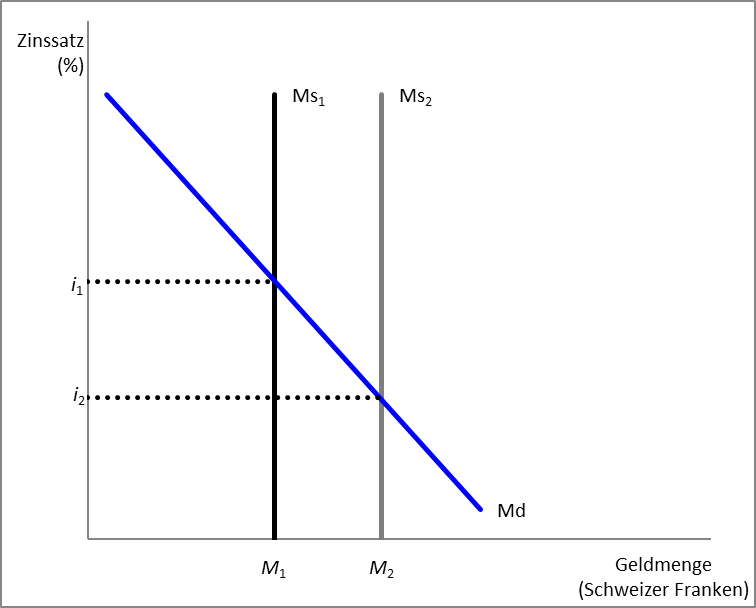 Zinssatz
(%)
Ms₁
Ms₂
i₁
i₂
Md
M₁
M₂
Geldmenge
(Schweizer Franken)